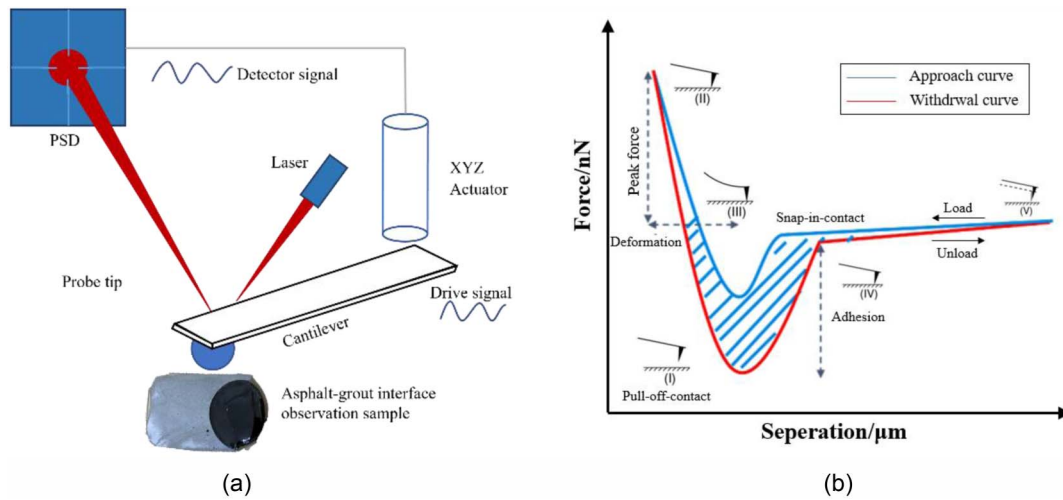 PSD
Detector signal
Laser
XYZ
Actuator
Probe tip
Drive signal
Cantilever
Asphalt-grout interface
observation sample
(a)
Force/nN
Approach curve
Withdrwal curve
(II)
Peak force
(III)
Snap-in-contact
Load
(V)
Deformation
Unload
(IV)
Adhesion
(I)
Pull-off-contact
Seperation/μm
(b)